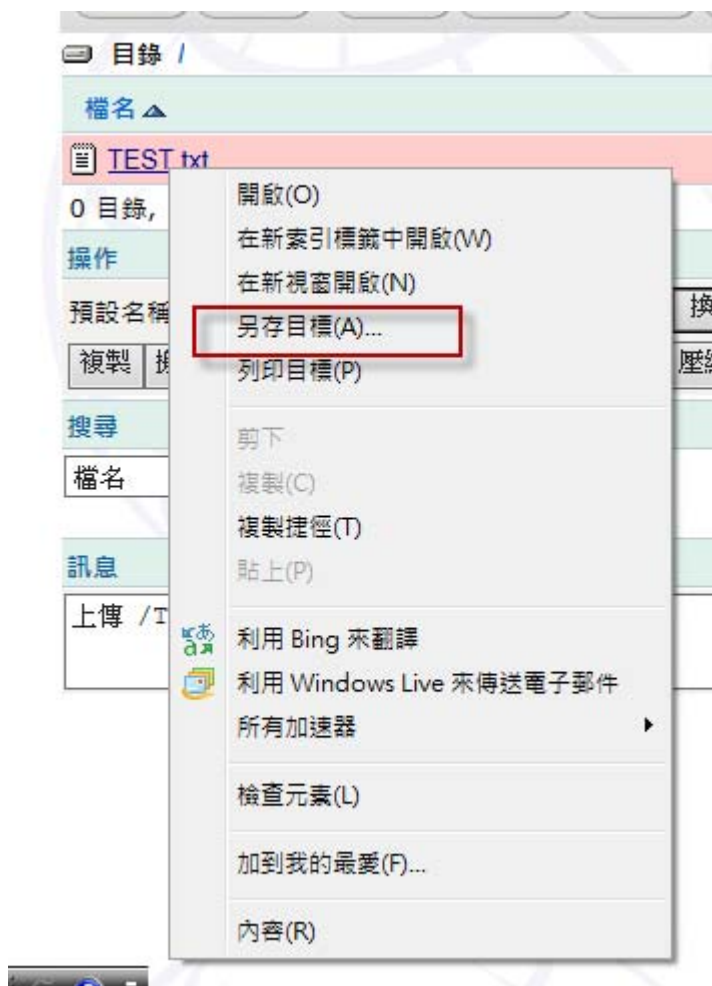 目錄 /
檔名
TEST.txt
0 目錄,
操作
預設名稱
換
複製
壓
搜尋
檔名
訊息
上傳 /T
開啟(O)
在新索引標籤中開啟(W)
在新視窗開啟(N)
另存目標(A)...
列印目標(P)
剪下
複製(C)
複製捷徑(T)
貼上(P)
利用 Bing 來翻譯
利用 Windows Live 來傳送電子郵件
所有加速器
檢查元素(L)
加到我的最愛(F)...
內容(R)